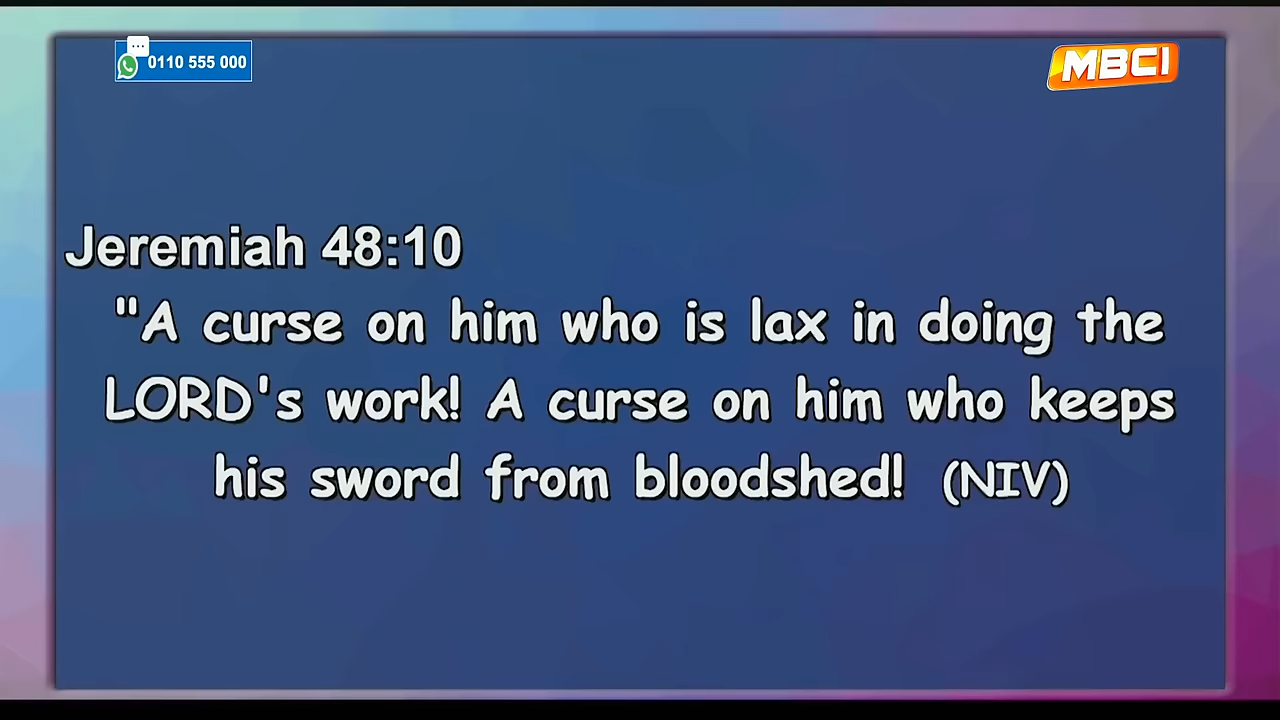 0110 555 000
MBCI
Jeremiah 48:10
"A curse on him who is lax in doing the
LORD's work! A curse on him who keeps
his sword from bloodshed! (NIV)